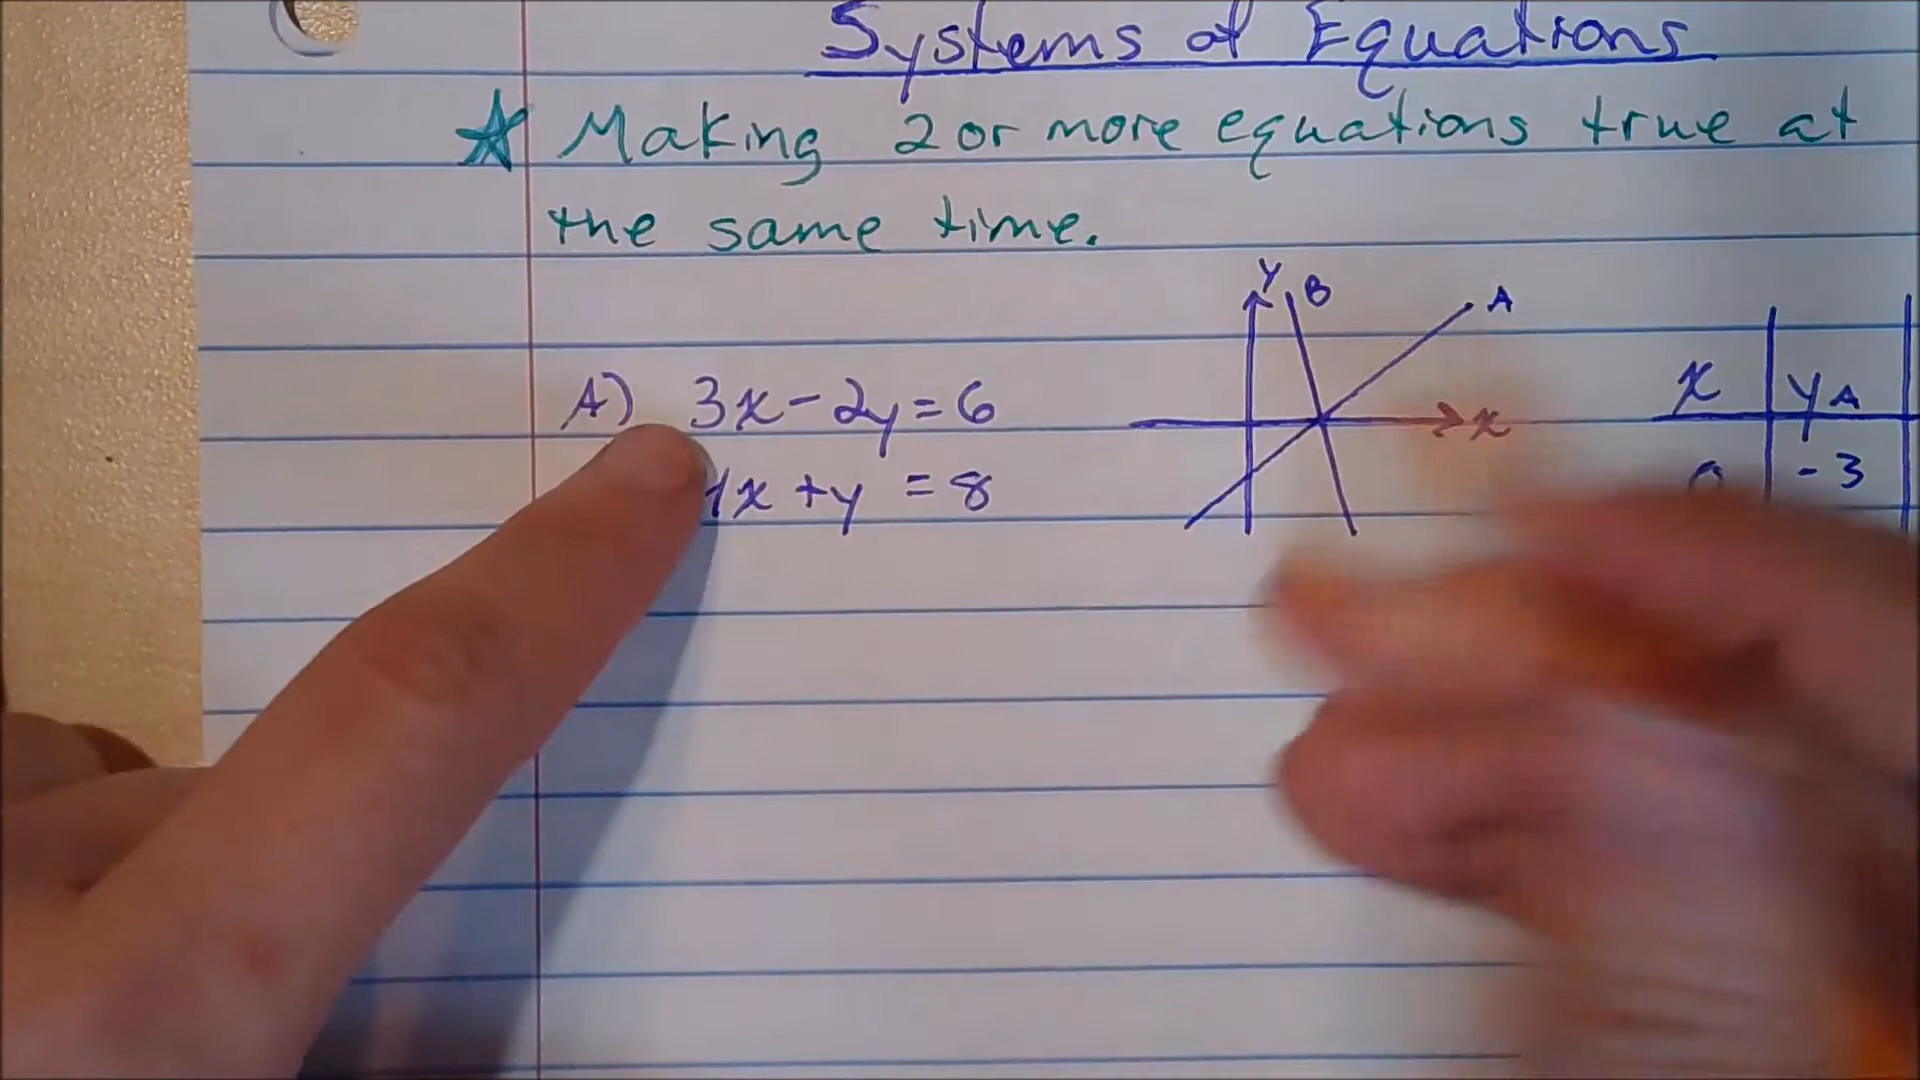 Systems of Equations
Making 2 or more equations true at
the same time.
y B A
A) 3x-2y=6
x
x yA
x+y=8
-3